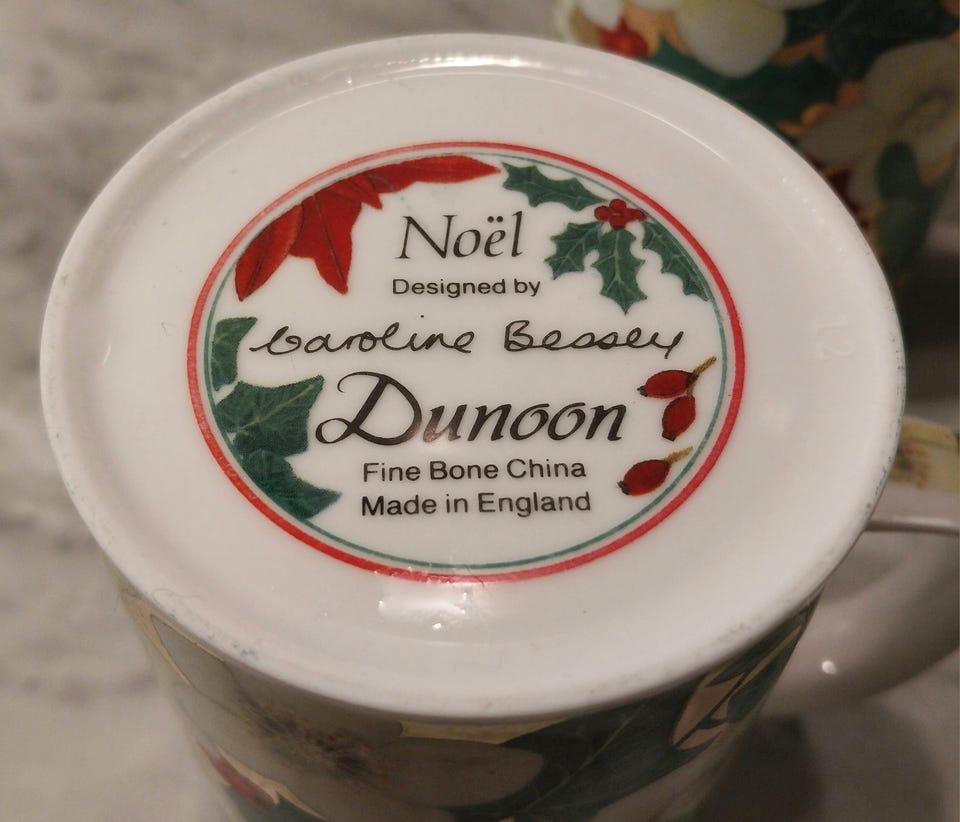 Noël
Designed by
Caroline Bessey
Dunoon
Fine Bone China
Made in England